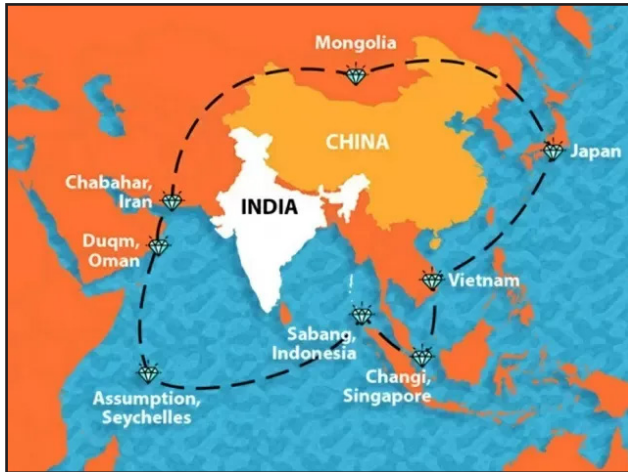 Mongolia
CHINA
Japan
Chabahar,
Iran
INDIA
Duqm,
Oman
Vietnam
Sabang,
Indonesia
Changi,
Singapore
Assumption,
Seychelles